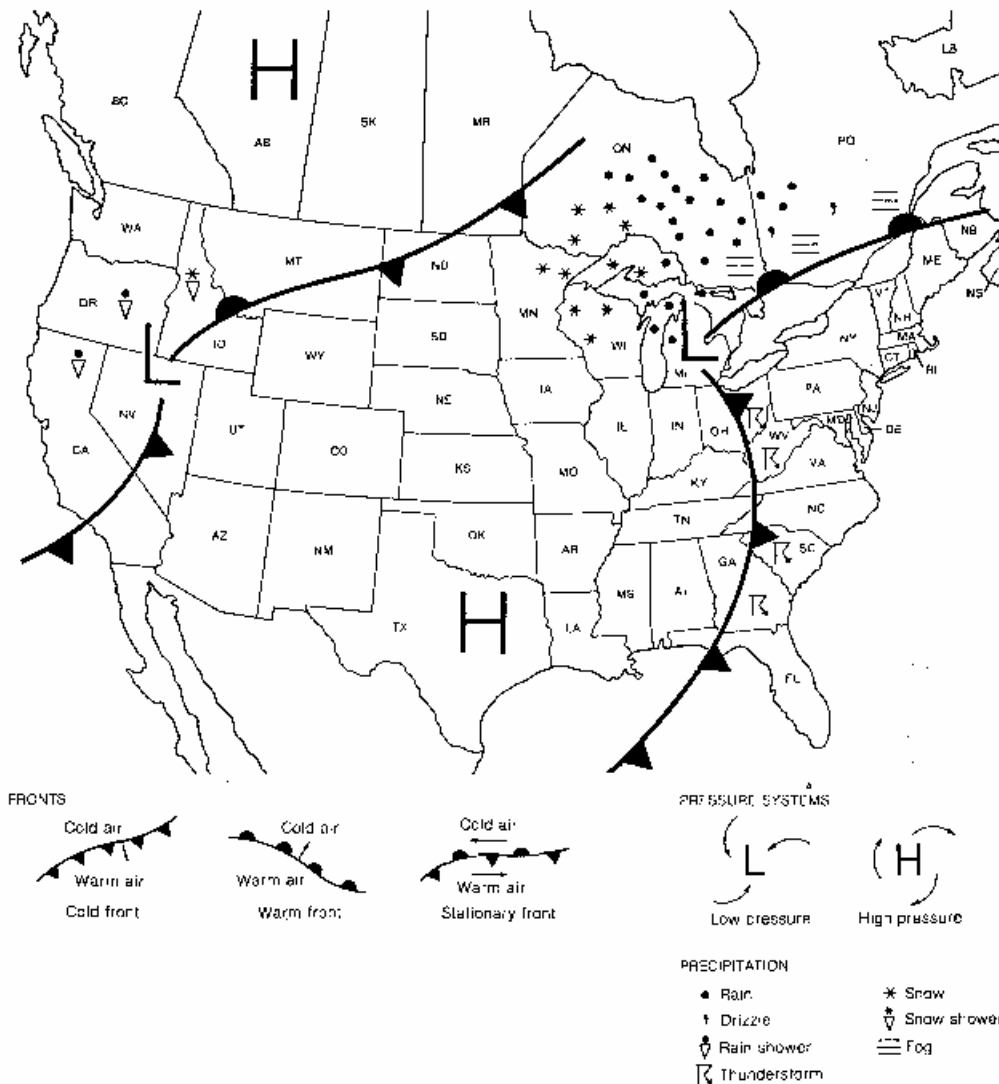 H
LB
BC
AB
SK
MB
ON
PQ
WA
MT
ND
NB
ME
OR
MN
NS
ID
SD
WI
L
VT
NH
WY
L
NY
MA
CT
RI
MI
IA
PA
NE
NJ
NV
OH
IL
IN
MD
DE
UT
WV
CA
CO
VA
KS
MO
KY
NC
TN
AZ
OK
AR
SC
NM
GA
MS
AL
H
TX
LA
FL
FRONTS
Cold air
Warm air
Cold front
Cold air
Warm air
Warm front
Cold air
Warm air
Stationary front
PRESSURE SYSTEMS
L
H
Low pressure
High pressure
PRECIPITATION
Rain
Drizzle
Rain shower
Thunderstorm
Snow
Snow shower
Fog